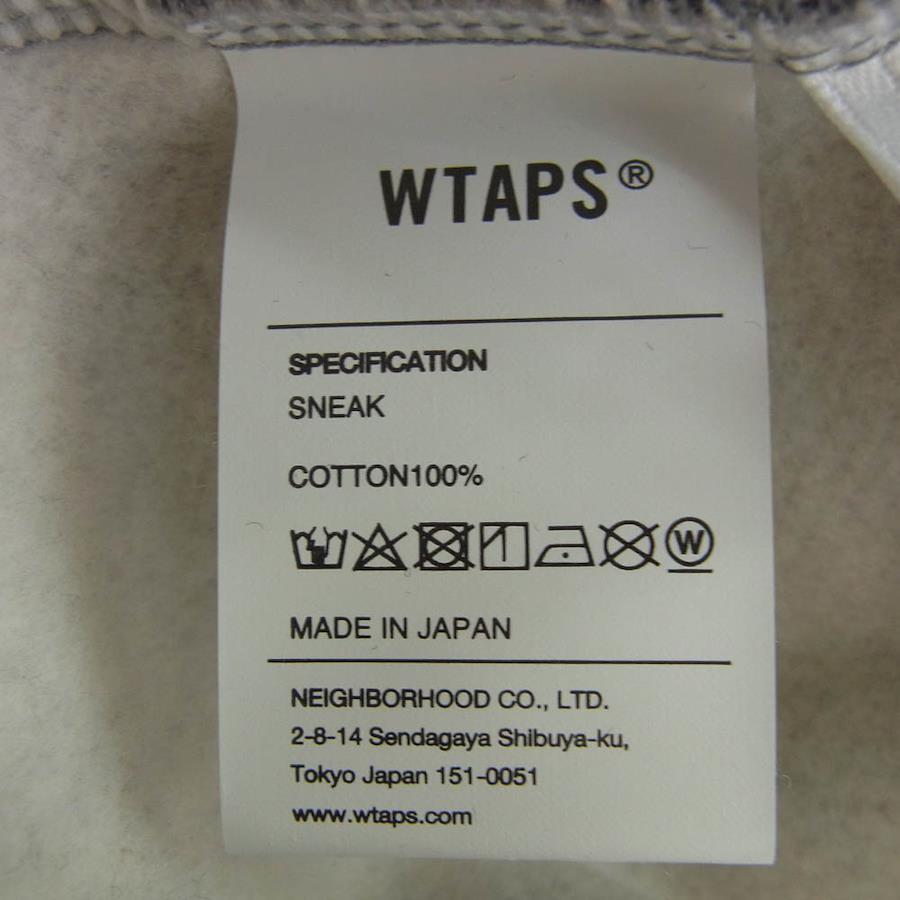 WTAPS®
SPECIFICATION
SNEAK
COTTON100%
W
MADE IN JAPAN
NEIGHBORHOOD CO., LTD.
2-8-14 Sendagaya Shibuya-ku,
Tokyo Japan 151-0051
www.wtaps.com